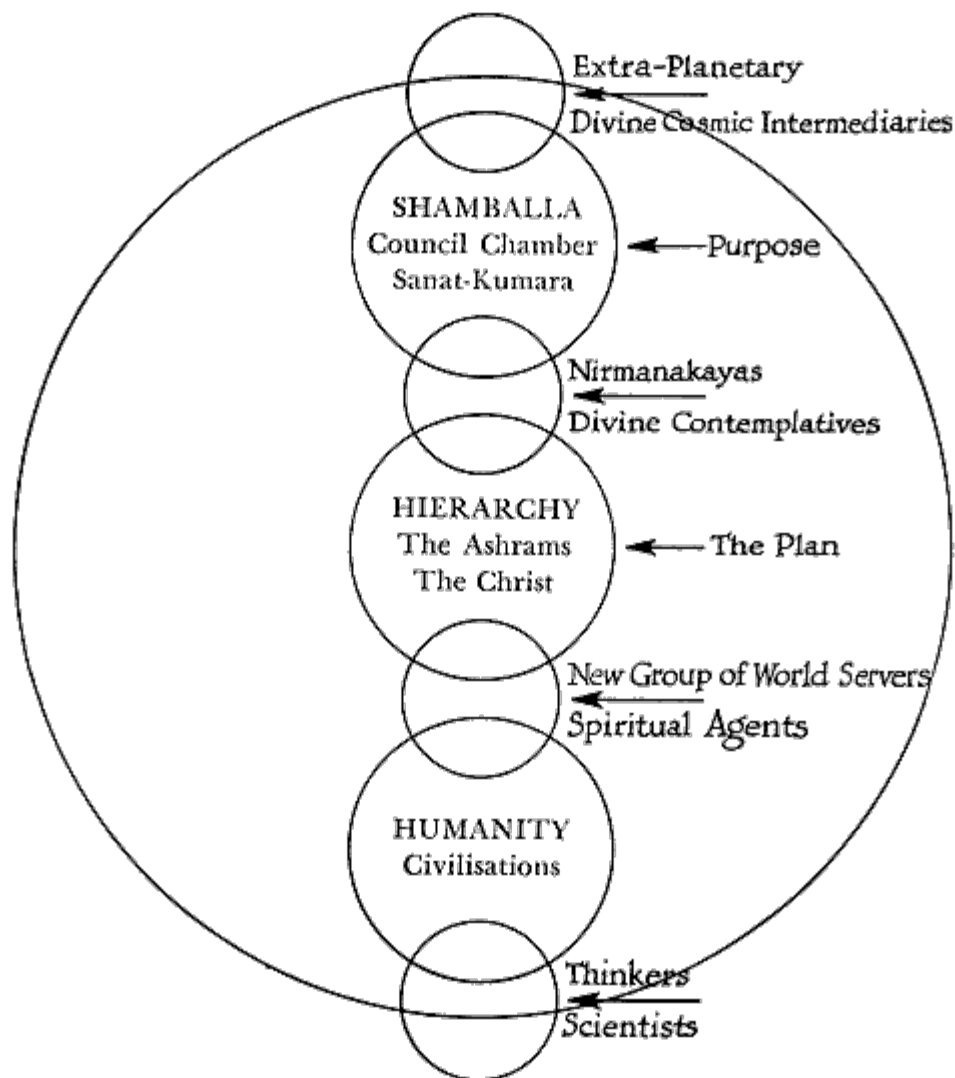 Extra-Planetary
Divine Cosmic Intermediaries
SHAMBALLA
Council Chamber
Sanat-Kumara
Purpose
Nirmanakayas
Divine Contemplatives
HIERARCHY
The Ashrams
The Christ
The Plan
New Group of World Servers
Spiritual Agents
HUMANITY
Civilisations
Thinkers
Scientists